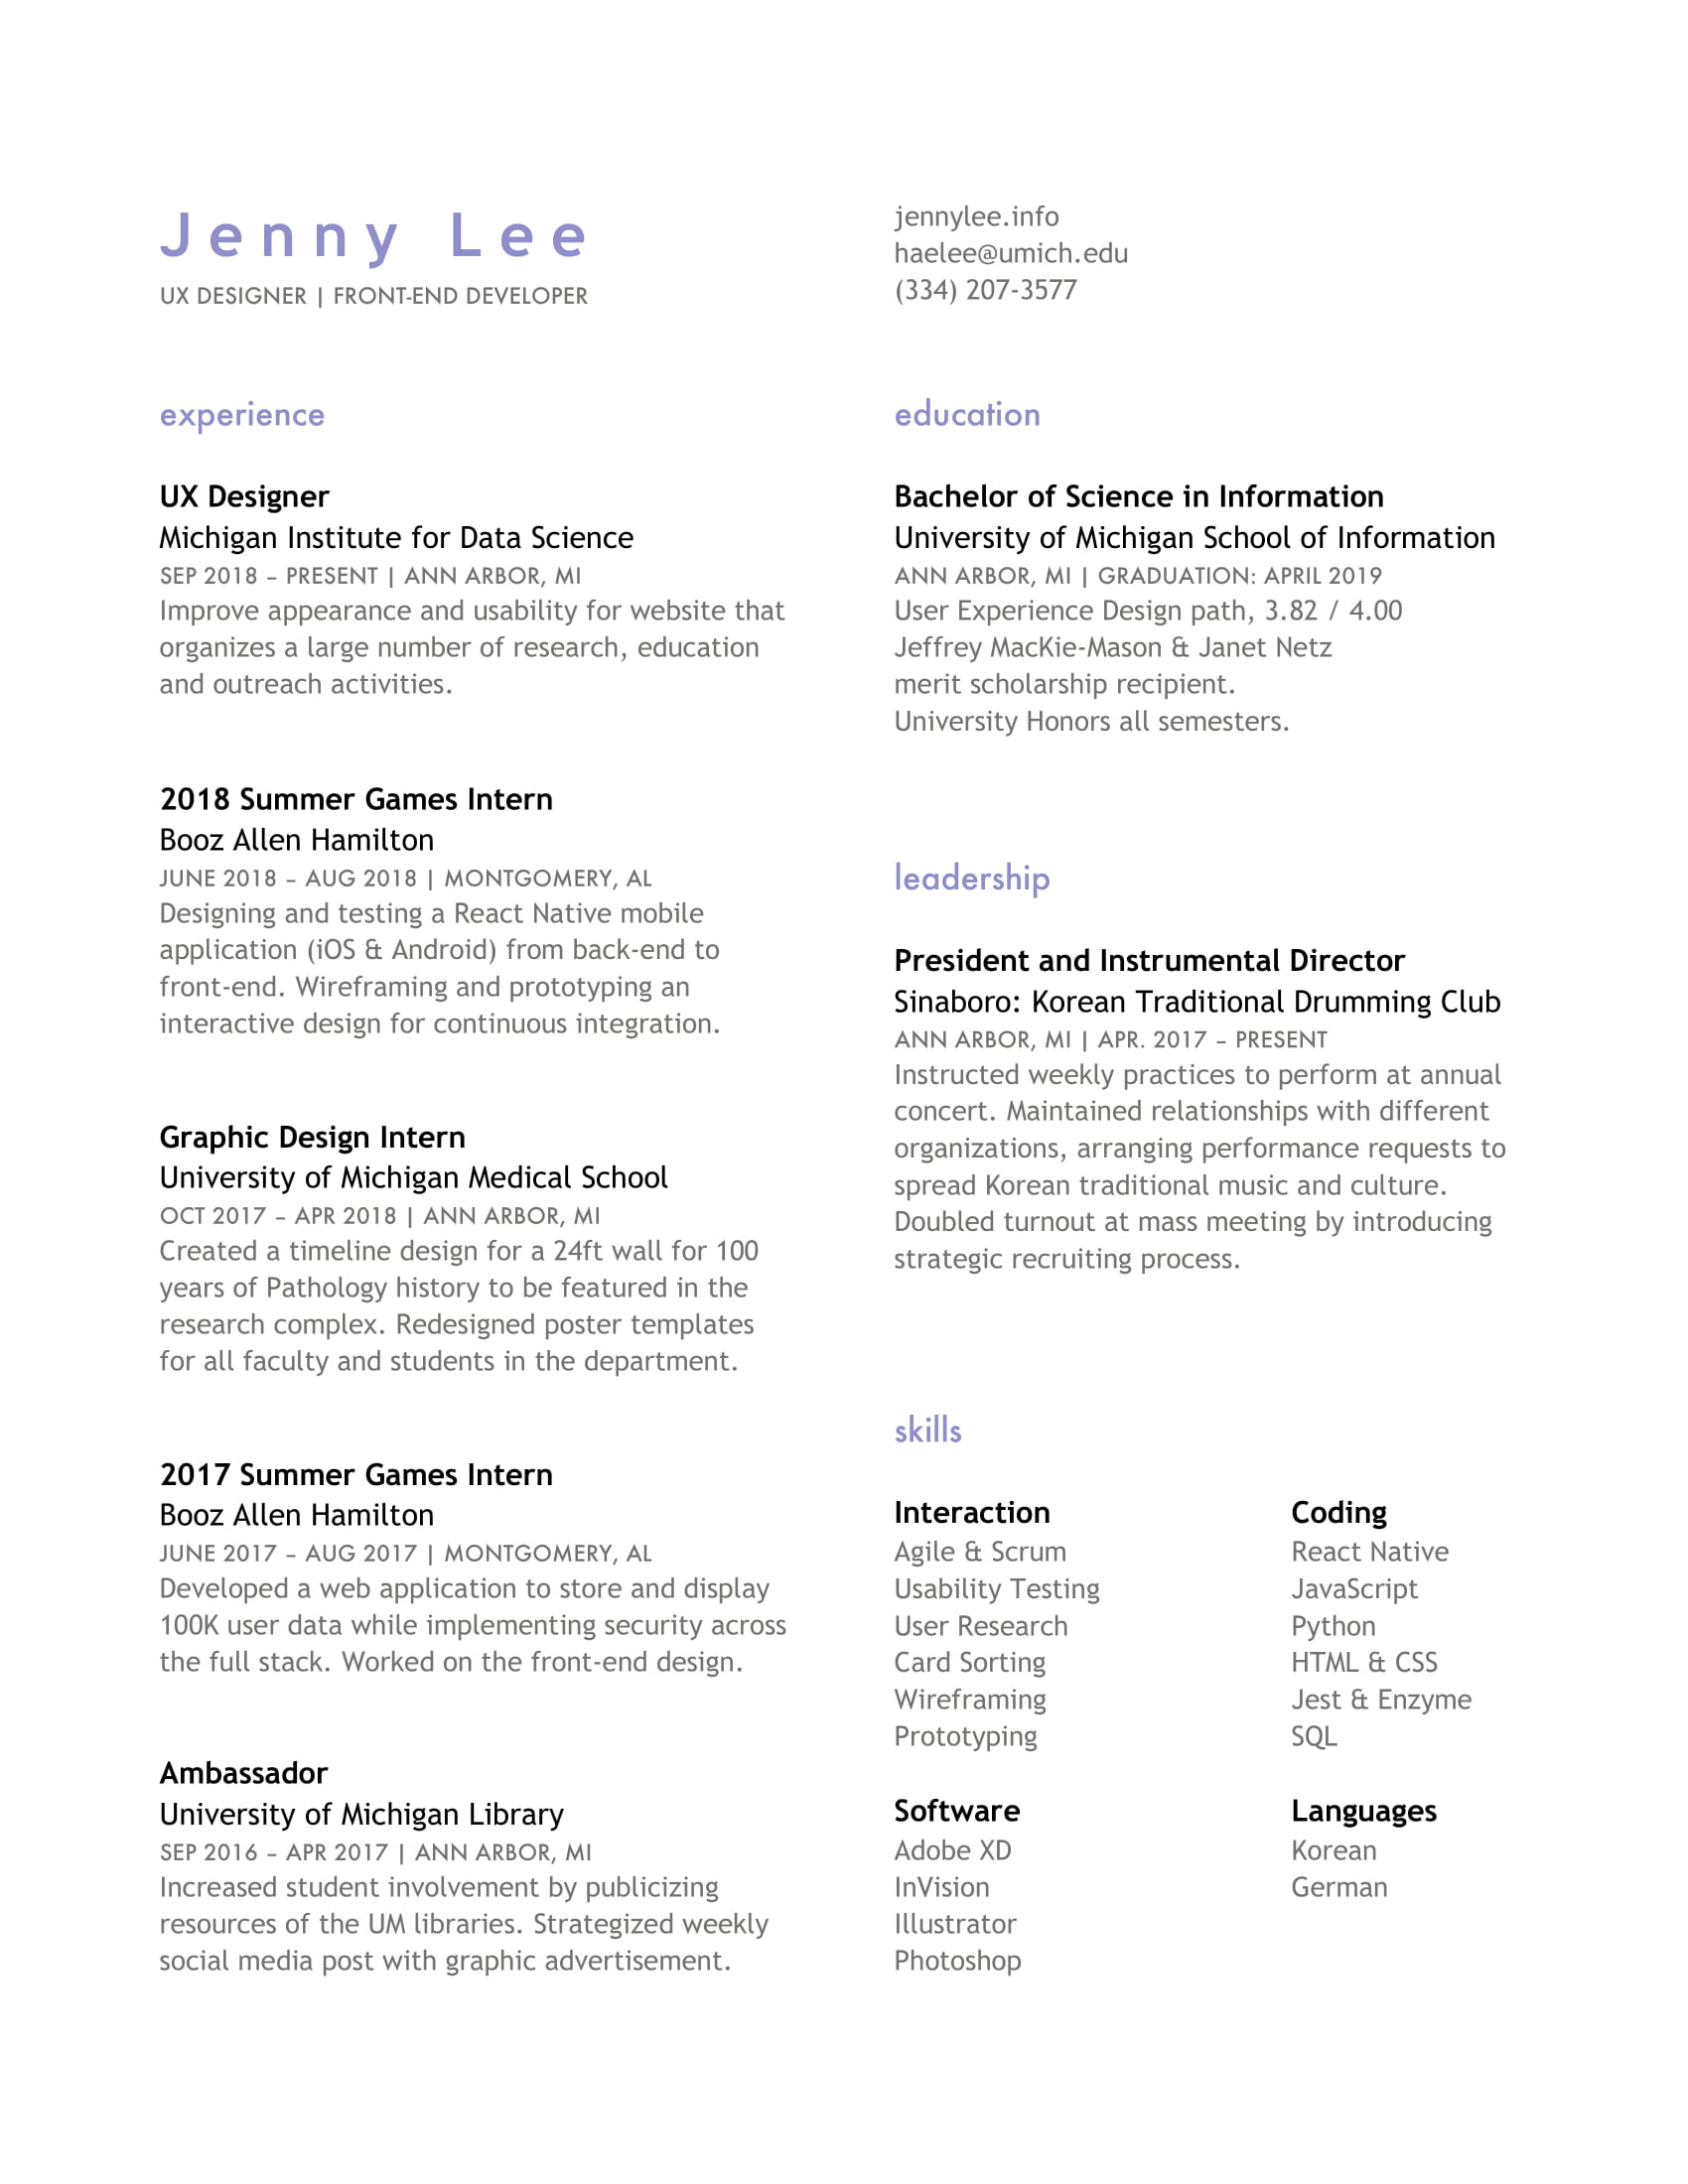 Jenny Lee
UX DESIGNER | FRONT-END DEVELOPER
jennylee.info
haelee@umich.edu
(334) 207-3577
experience
UX Designer
Michigan Institute for Data Science
SEP 2018 – PRESENT | ANN ARBOR, MI
Improve appearance and usability for website that
organizes a large number of research, education
and outreach activities.
2018 Summer Games Intern
Booz Allen Hamilton
JUNE 2018 – AUG 2018 | MONTGOMERY, AL
Designing and testing a React Native mobile
application (iOS & Android) from back-end to
front-end. Wireframing and prototyping an
interactive design for continuous integration.
Graphic Design Intern
University of Michigan Medical School
OCT 2017 – APR 2018 | ANN ARBOR, MI
Created a timeline design for a 24ft wall for 100
years of Pathology history to be featured in the
research complex. Redesigned poster templates
for all faculty and students in the department.
2017 Summer Games Intern
Booz Allen Hamilton
JUNE 2017 – AUG 2017 | MONTGOMERY, AL
Developed a web application to store and display
100K user data while implementing security across
the full stack. Worked on the front-end design.
Ambassador
University of Michigan Library
SEP 2016 – APR 2017 | ANN ARBOR, MI
Increased student involvement by publicizing
resources of the UM libraries. Strategized weekly
social media post with graphic advertisement.
education
Bachelor of Science in Information
University of Michigan School of Information
ANN ARBOR, MI | GRADUATION: APRIL 2019
User Experience Design path, 3.82 / 4.00
Jeffrey MacKie-Mason & Janet Netz
merit scholarship recipient.
University Honors all semesters.
leadership
President and Instrumental Director
Sinaboro: Korean Traditional Drumming Club
ANN ARBOR, MI | APR. 2017 – PRESENT
Instructed weekly practices to perform at annual
concert. Maintained relationships with different
organizations, arranging performance requests to
spread Korean traditional music and culture.
Doubled turnout at mass meeting by introducing
strategic recruiting process.
skills
Interaction
Agile & Scrum
Usability Testing
User Research
Card Sorting
Wireframing
Prototyping
Coding
React Native
JavaScript
Python
HTML & CSS
Jest & Enzyme
SQL
Software
Adobe XD
InVision
Illustrator
Photoshop
Languages
Korean
German